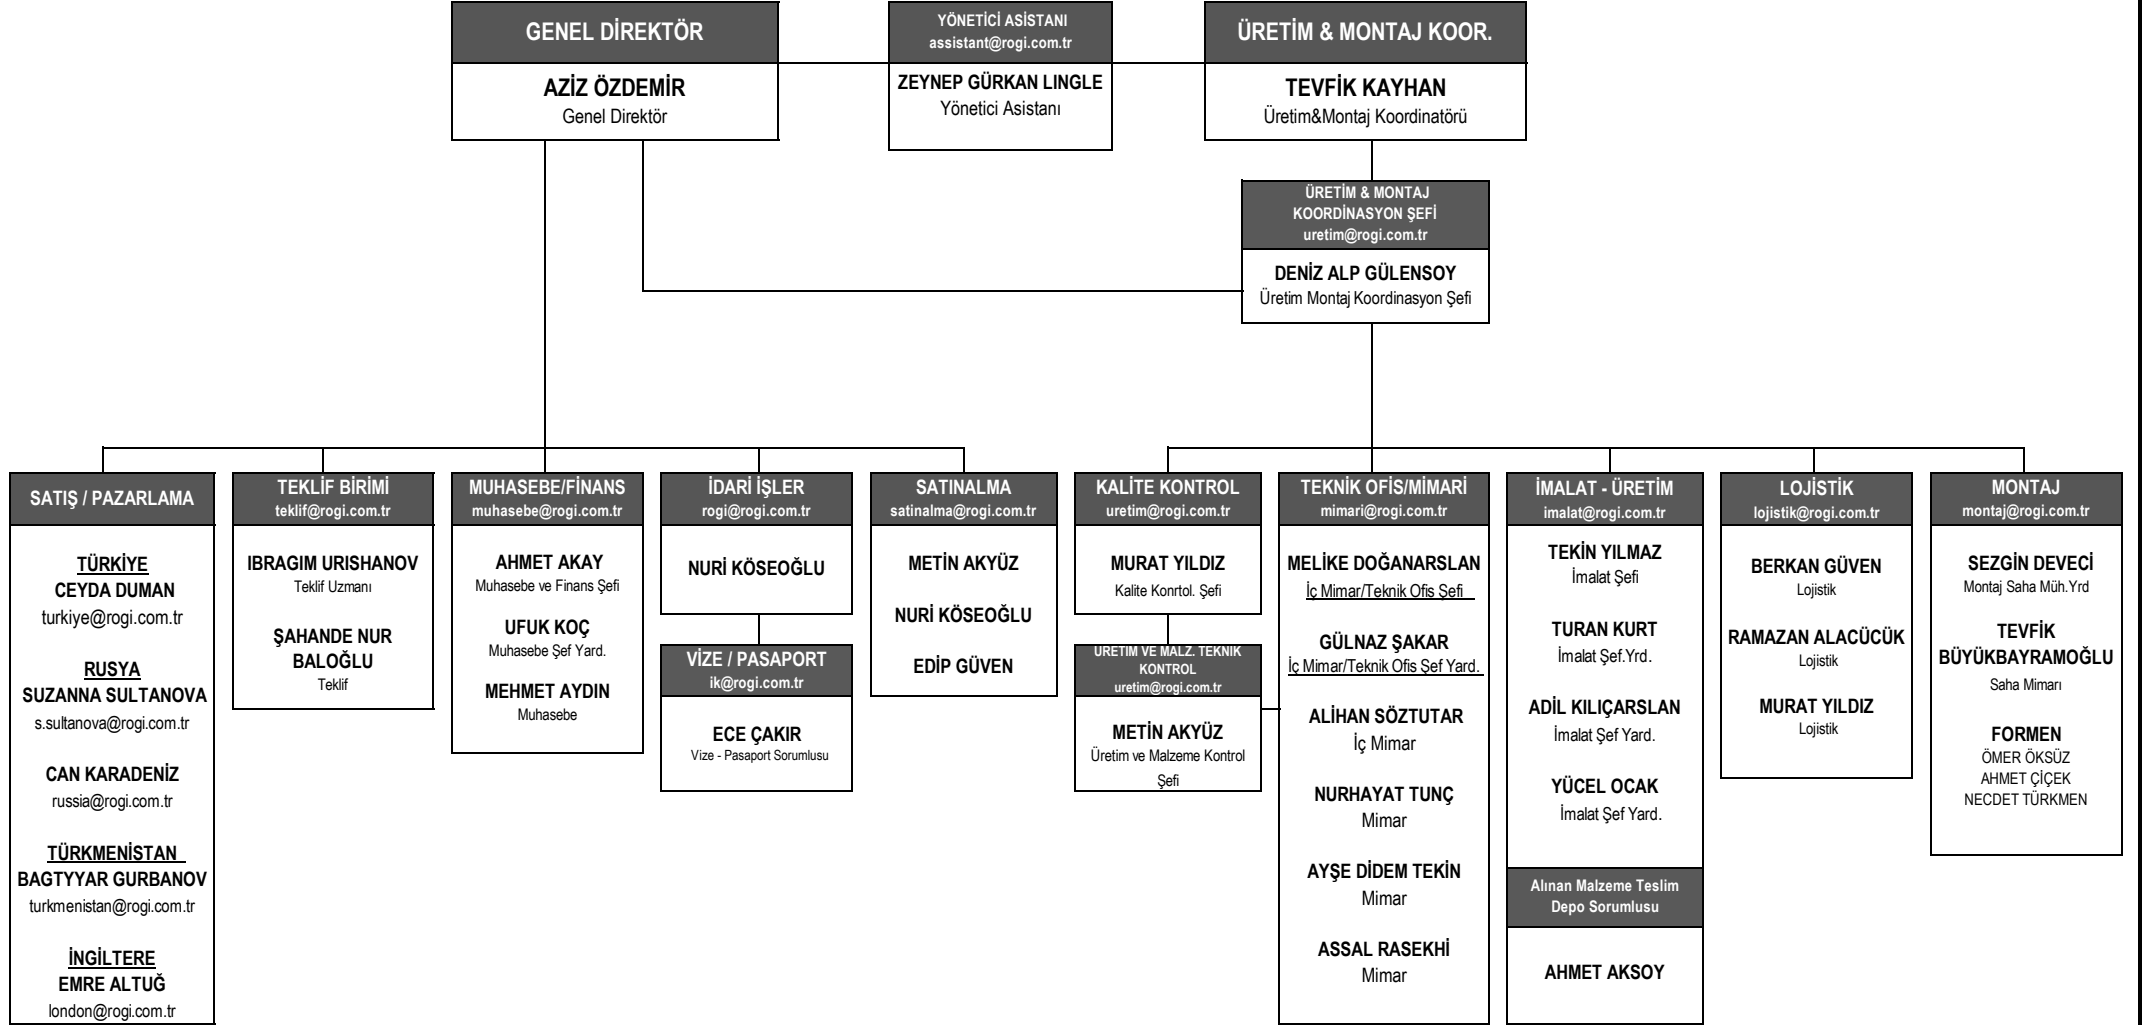 GENEL DİREKTÖR
AZİZ ÖZDEMİR
Genel Direktör
YÖNETİCİ ASİSTANI
assistant@rogi.com.tr
ZEYNEP GÜRKAN LINGLE
Yönetici Asistanı
ÜRETİM & MONTAJ KOOR.
TEVFİK KAYHAN
Üretim&Montaj Koordinatörü
ÜRETİM & MONTAJ
KOORDİNASYON ŞEFİ
uretim@rogi.com.tr
DENİZ ALP GÜLENSOY
Üretim Montaj Koordinasyon Şefi
SATIŞ / PAZARLAMA
TÜRKİYE
CEYDA DUMAN
turkiye@rogi.com.tr
RUSYA
SUZANNA SULTANOVA
s.sultanova@rogi.com.tr
CAN KARADENİZ
russia@rogi.com.tr
TÜRKMENİSTAN
BAGTYYAR GURBANOV
turkmenistan@rogi.com.tr
İNGİLTERE
EMRE ALTUĞ
london@rogi.com.tr
TEKLİF BİRİMİ
teklif@rogi.com.tr
IBRAGIM URISHANOV
Teklif Uzmanı
ŞAHANDE NUR
BALOĞLU
Teklif
MUHASEBE/FİNANS
muhasebe@rogi.com.tr
AHMET AKAY
Muhasebe ve Finans Şefi
UFUK KOÇ
Muhasebe Şef Yard.
MEHMET AYDIN
Muhasebe
İDARİ İŞLER
rogi@rogi.com.tr
NURİ KÖSEOĞLU
VİZE / PASAPORT
ik@rogi.com.tr
ECE ÇAKIR
Vize - Pasaport Sorumlusu
SATINALMA
satinalma@rogi.com.tr
METİN AKYÜZ
NURİ KÖSEOĞLU
EDİP GÜVEN
KALİTE KONTROL
uretim@rogi.com.tr
MURAT YILDIZ
Kalite Konrtol. Şefi
ÜRETİM VE MALZ. TEKNİK
KONTROL
uretim@rogi.com.tr
METİN AKYÜZ
Üretim ve Malzeme Kontrol
Şefi
TEKNİK OFİS/MİMARİ
mimari@rogi.com.tr
MELİKE DOĞANARSLAN
İç Mimar/Teknik Ofis Şefi
GÜLNAZ ŞAKAR
İç Mimar/Teknik Ofis Şef Yard.
ALİHAN SÖZTUTAR
İç Mimar
NURHAYAT TUNÇ
Mimar
AYŞE DİDEM TEKİN
Mimar
ASSAL RASEKHİ
Mimar
İMALAT - ÜRETİM
imalat@rogi.com.tr
TEKİN YILMAZ
İmalat Şefi
TURAN KURT
İmalat Şef.Yrd.
ADİL KILIÇARSLAN
İmalat Şef Yard.
YÜCEL OCAK
İmalat Şef Yard.
Alınan Malzeme Teslim
Depo Sorumlusu
AHMET AKSOY
LOJİSTİK
lojistik@rogi.com.tr
BERKAN GÜVEN
Lojistik
RAMAZAN ALACÜCÜK
Lojistik
MURAT YILDIZ
Lojistik
MONTAJ
montaj@rogi.com.tr
SEZGİN DEVECİ
Montaj Saha Müh.Yrd
TEVFİK
BÜYÜKBAYRAMOĞLU
Saha Mimarı
FORMEN
ÖMER ÖKSÜZ
AHMET ÇİÇEK
NECDET TÜRKMEN